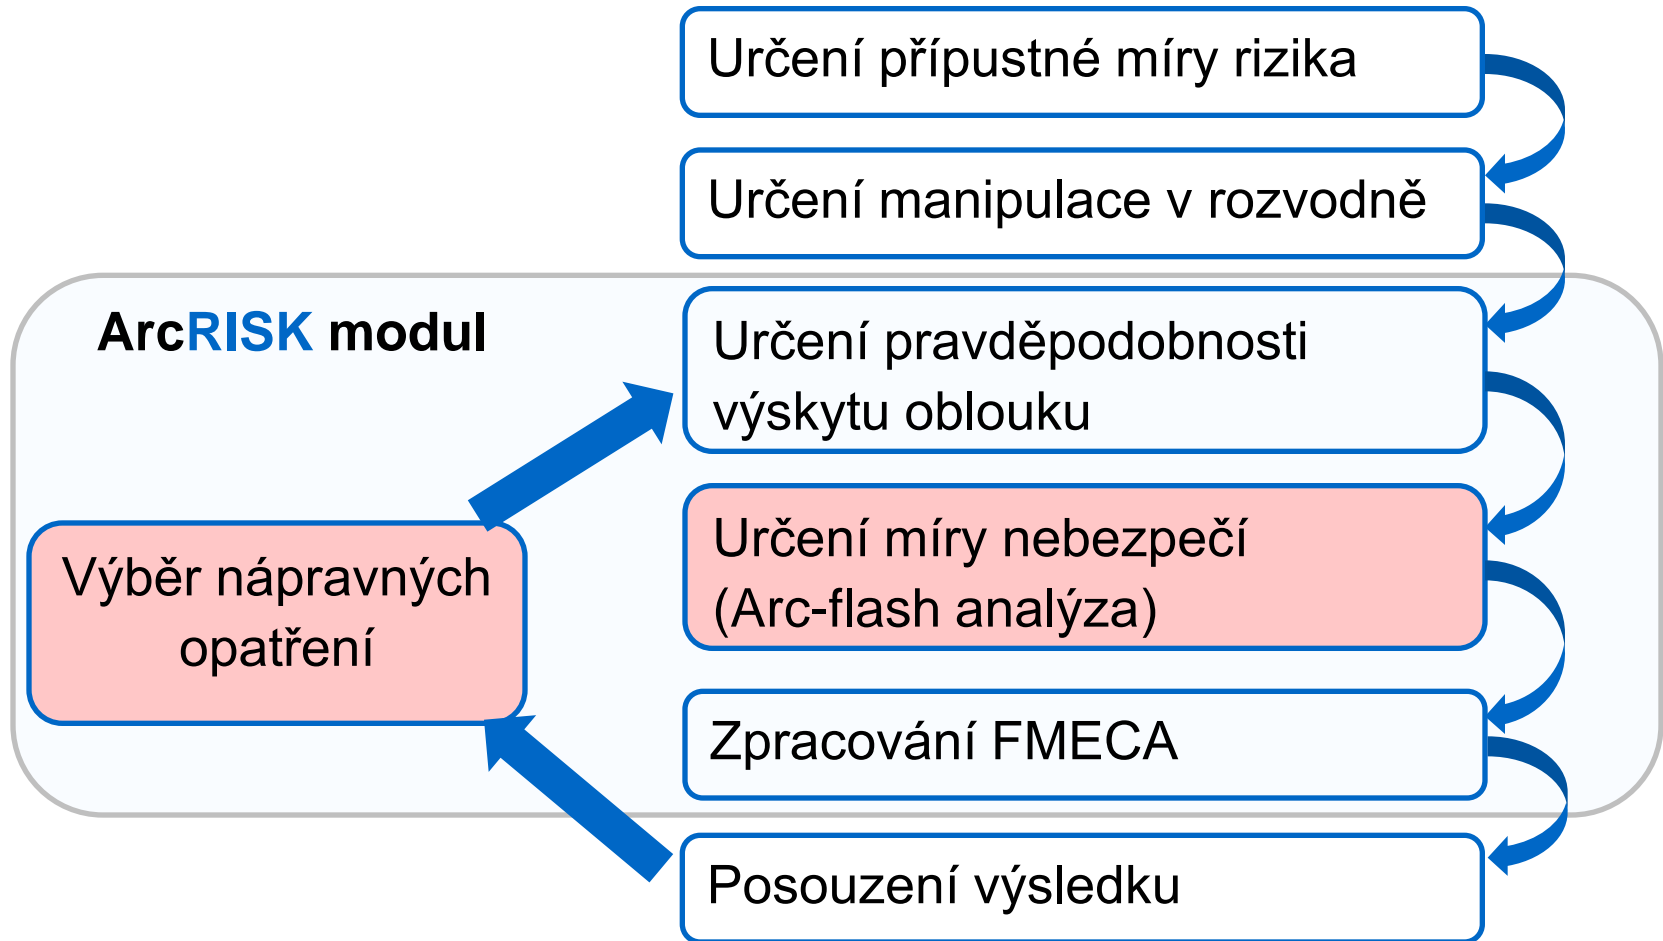 Určení přípustné míry rizika
Určení manipulace v rozvodně
ArcRISK modul
Určení pravděpodobnosti
výskytu oblouku
Určení míry nebezpečí
(Arc-flash analýza)
Výběr nápravných
opatření
Zpracování FMECA
Posouzení výsledku